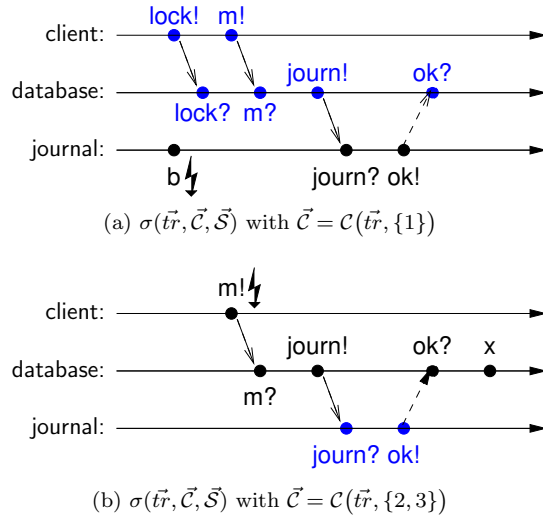 lock! m!
client:
journ! ok?
database:
lock? m?
journal:
b journ? ok!
(a) σ(t⃗r, 𝒞⃗, 𝒮⃗) with 𝒞⃗ = 𝒞(t⃗r, {1})
m!
client:
journ! ok? x
database:
m?
journal:
journ? ok!
(b) σ(t⃗r, 𝒞⃗, 𝒮⃗) with 𝒞⃗ = 𝒞(t⃗r, {2, 3})